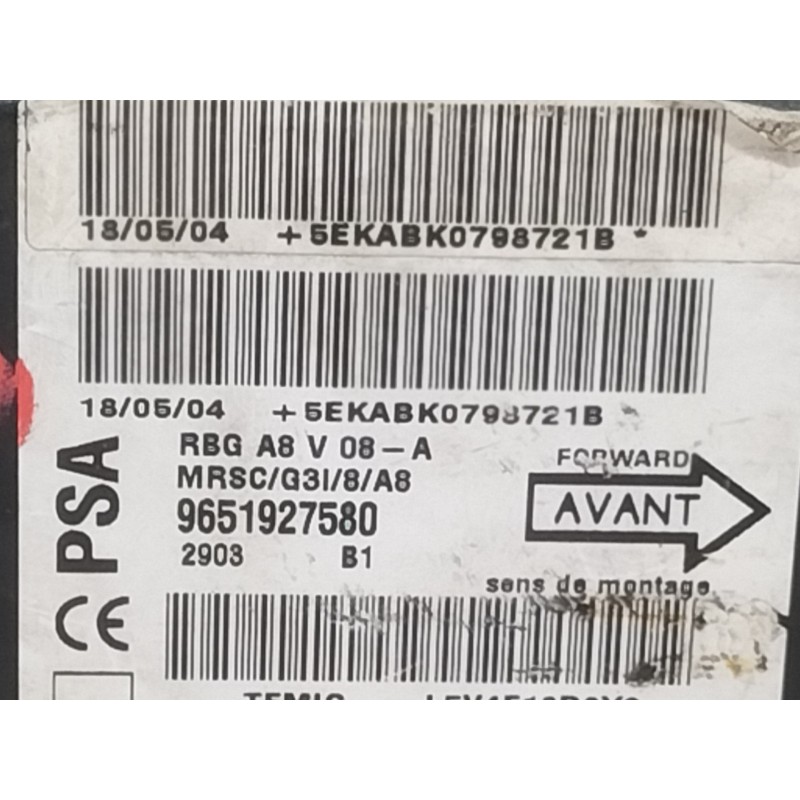 18/05/04 +5EKABK0798721B *
18/05/04 +5EKABK0798721B
PSA
RBG A8 V 08-A
MRSC/G3I/8/A8
9651927580
2903 B1
FORWARD
AVANT
sens de montage
CE
TEMIC